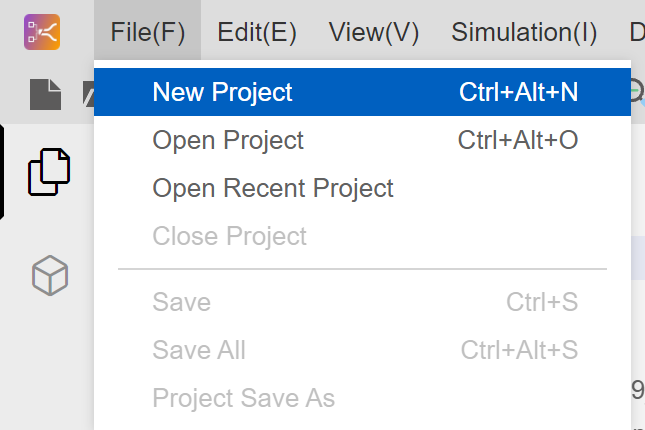 File(F) Edit(E) View(V) Simulation(I)
New Project Ctrl+Alt+N
Open Project Ctrl+Alt+O
Open Recent Project
Close Project
Save Ctrl+S
Save All Ctrl+Alt+S
Project Save As